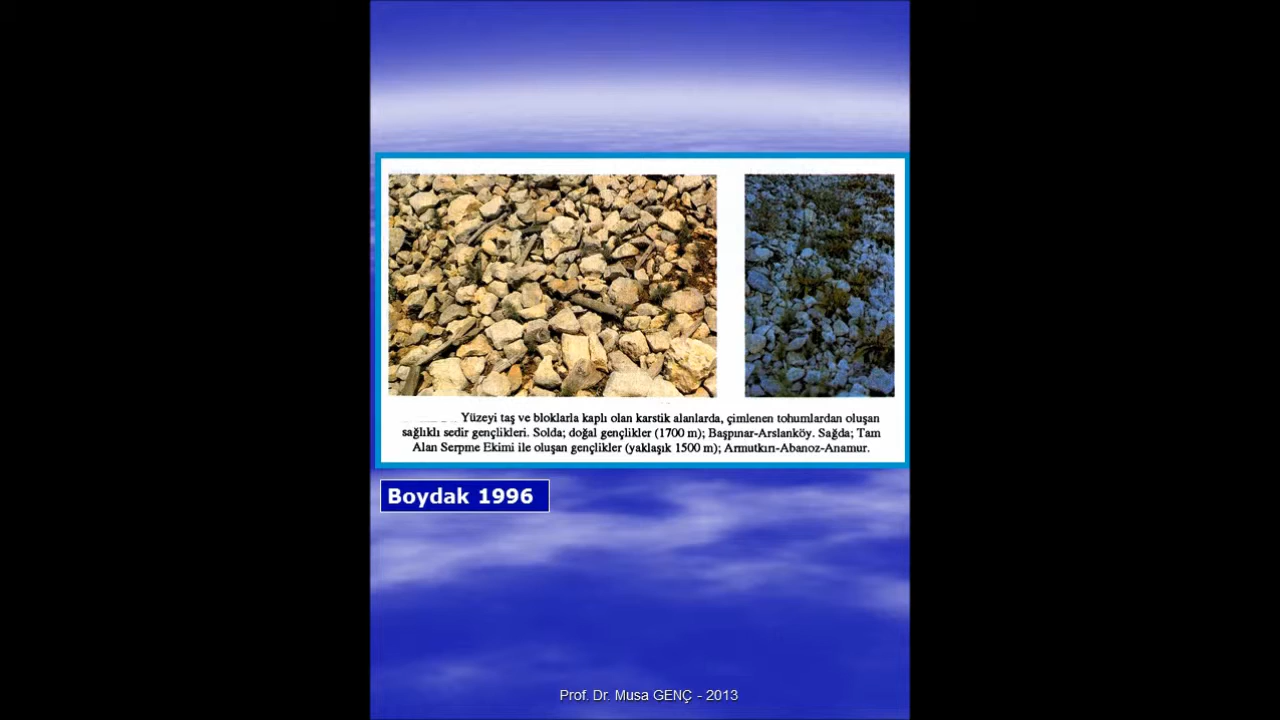 Yüzeyi taş ve bloklarla kaplı olan karstik alanlarda, çimlenen tohumlardan oluşan
sağlıklı sedir gençlikleri. Solda; doğal gençlikler (1700 m); Başpınar-Arslanköy. Sağda; Tam
Alan Serpme Ekimi ile oluşan gençlikler (yaklaşık 1500 m); Armutkırı-Abanoz-Anamur.
Boydak 1996
Prof. Dr. Musa GENÇ - 2013